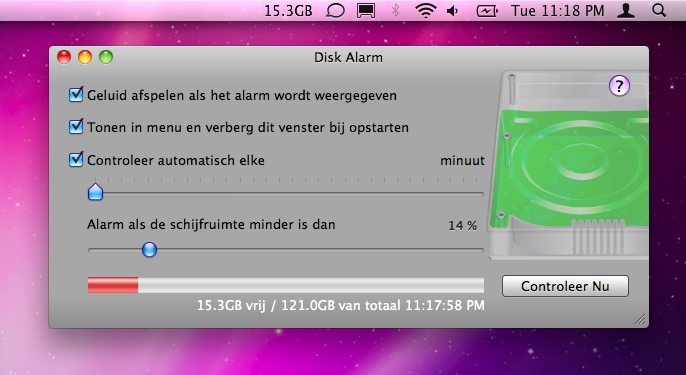 15.3GB Tue 11:18 PM
Disk Alarm
?
Geluid afspelen als het alarm wordt weergegeven
Tonen in menu en verberg dit venster bij opstarten
Controleer automatisch elke minuut
Alarm als de schijfruimte minder is dan 14 %
Controleer Nu
15.3GB vrij / 121.0GB van totaal 11:17:58 PM